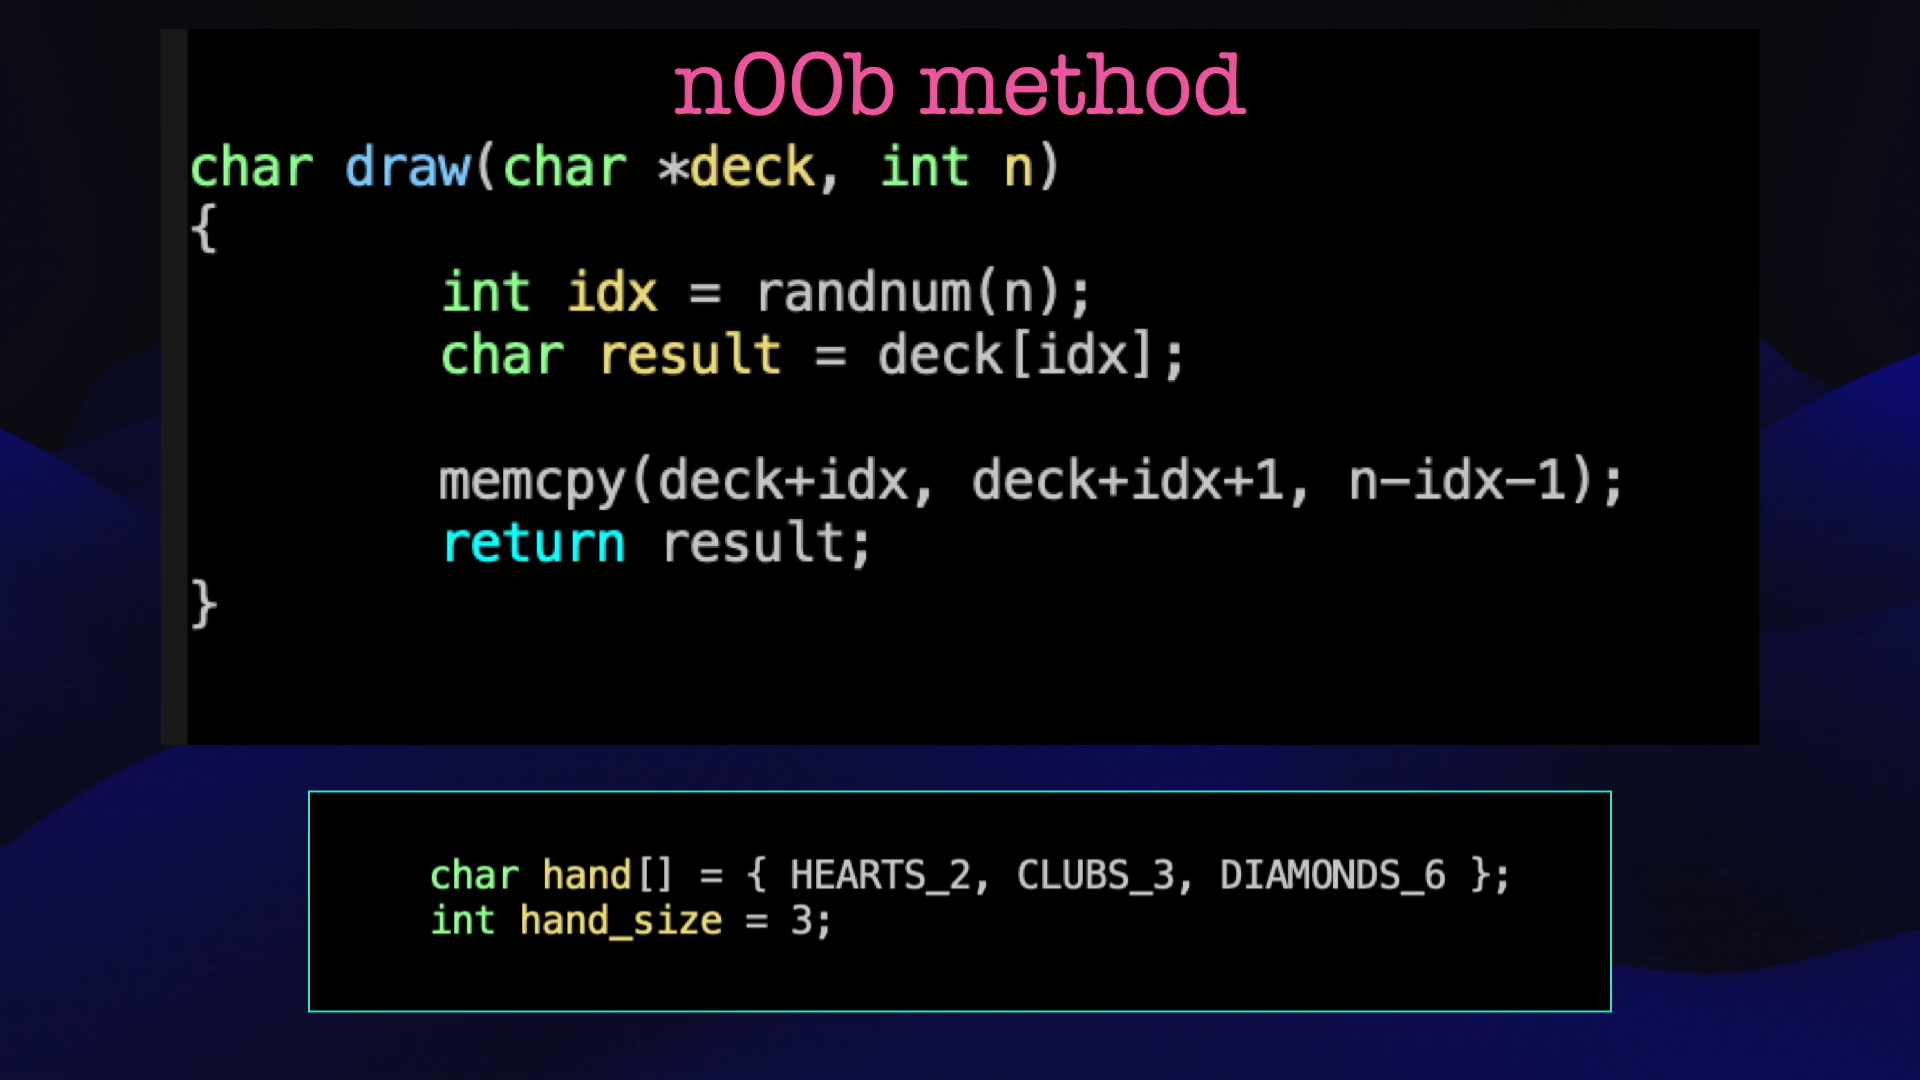 n00b method
char draw(char *deck, int n)
{
int idx = randnum(n);
char result = deck[idx];
memcpy(deck+idx, deck+idx+1, n-idx-1);
return result;
}
char hand[] = { HEARTS_2, CLUBS_3, DIAMONDS_6 };
int hand_size = 3;